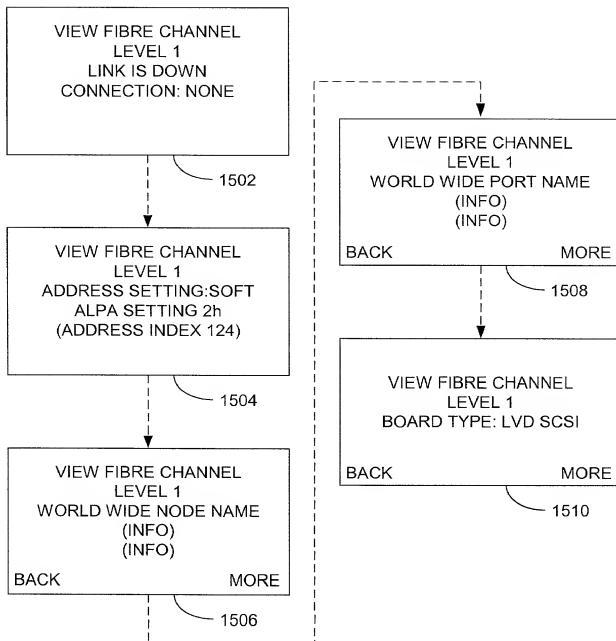 VIEW FIBRE CHANNEL
LEVEL 1
LINK IS DOWN
CONNECTION: NONE
1502
VIEW FIBRE CHANNEL
LEVEL 1
ADDRESS SETTING:SOFT
ALPA SETTING 2h
(ADDRESS INDEX 124)
1504
VIEW FIBRE CHANNEL
LEVEL 1
WORLD WIDE NODE NAME
(INFO)
(INFO)
BACK MORE
1506
VIEW FIBRE CHANNEL
LEVEL 1
WORLD WIDE PORT NAME
(INFO)
(INFO)
BACK MORE
1508
VIEW FIBRE CHANNEL
LEVEL 1
BOARD TYPE: LVD SCSI
BACK MORE
1510